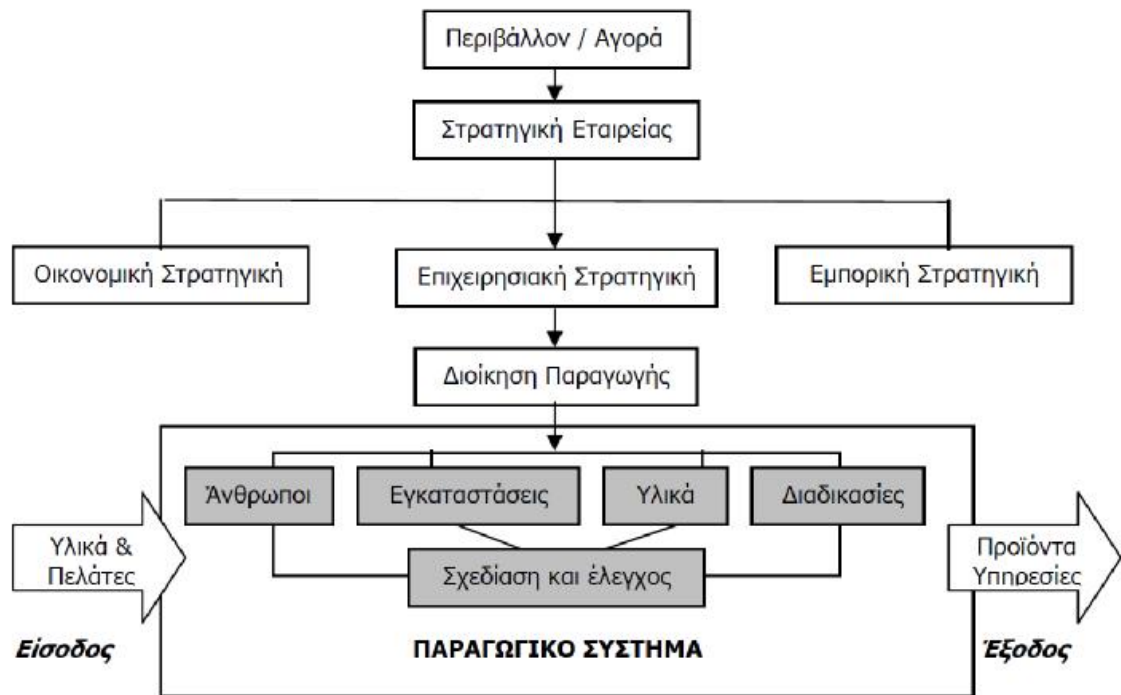 Περιβάλλον / Αγορά
Στρατηγική Εταιρείας
Οικονομική Στρατηγική
Επιχειρησιακή Στρατηγική
Εμπορική Στρατηγική
Διοίκηση Παραγωγής
Άνθρωποι
Εγκαταστάσεις
Υλικά
Διαδικασίες
Υλικά &
Πελάτες
Σχεδίαση και έλεγχος
Προϊόντα
Υπηρεσίες
Είσοδος
ΠΑΡΑΓΩΓΙΚΟ ΣΥΣΤΗΜΑ
Έξοδος